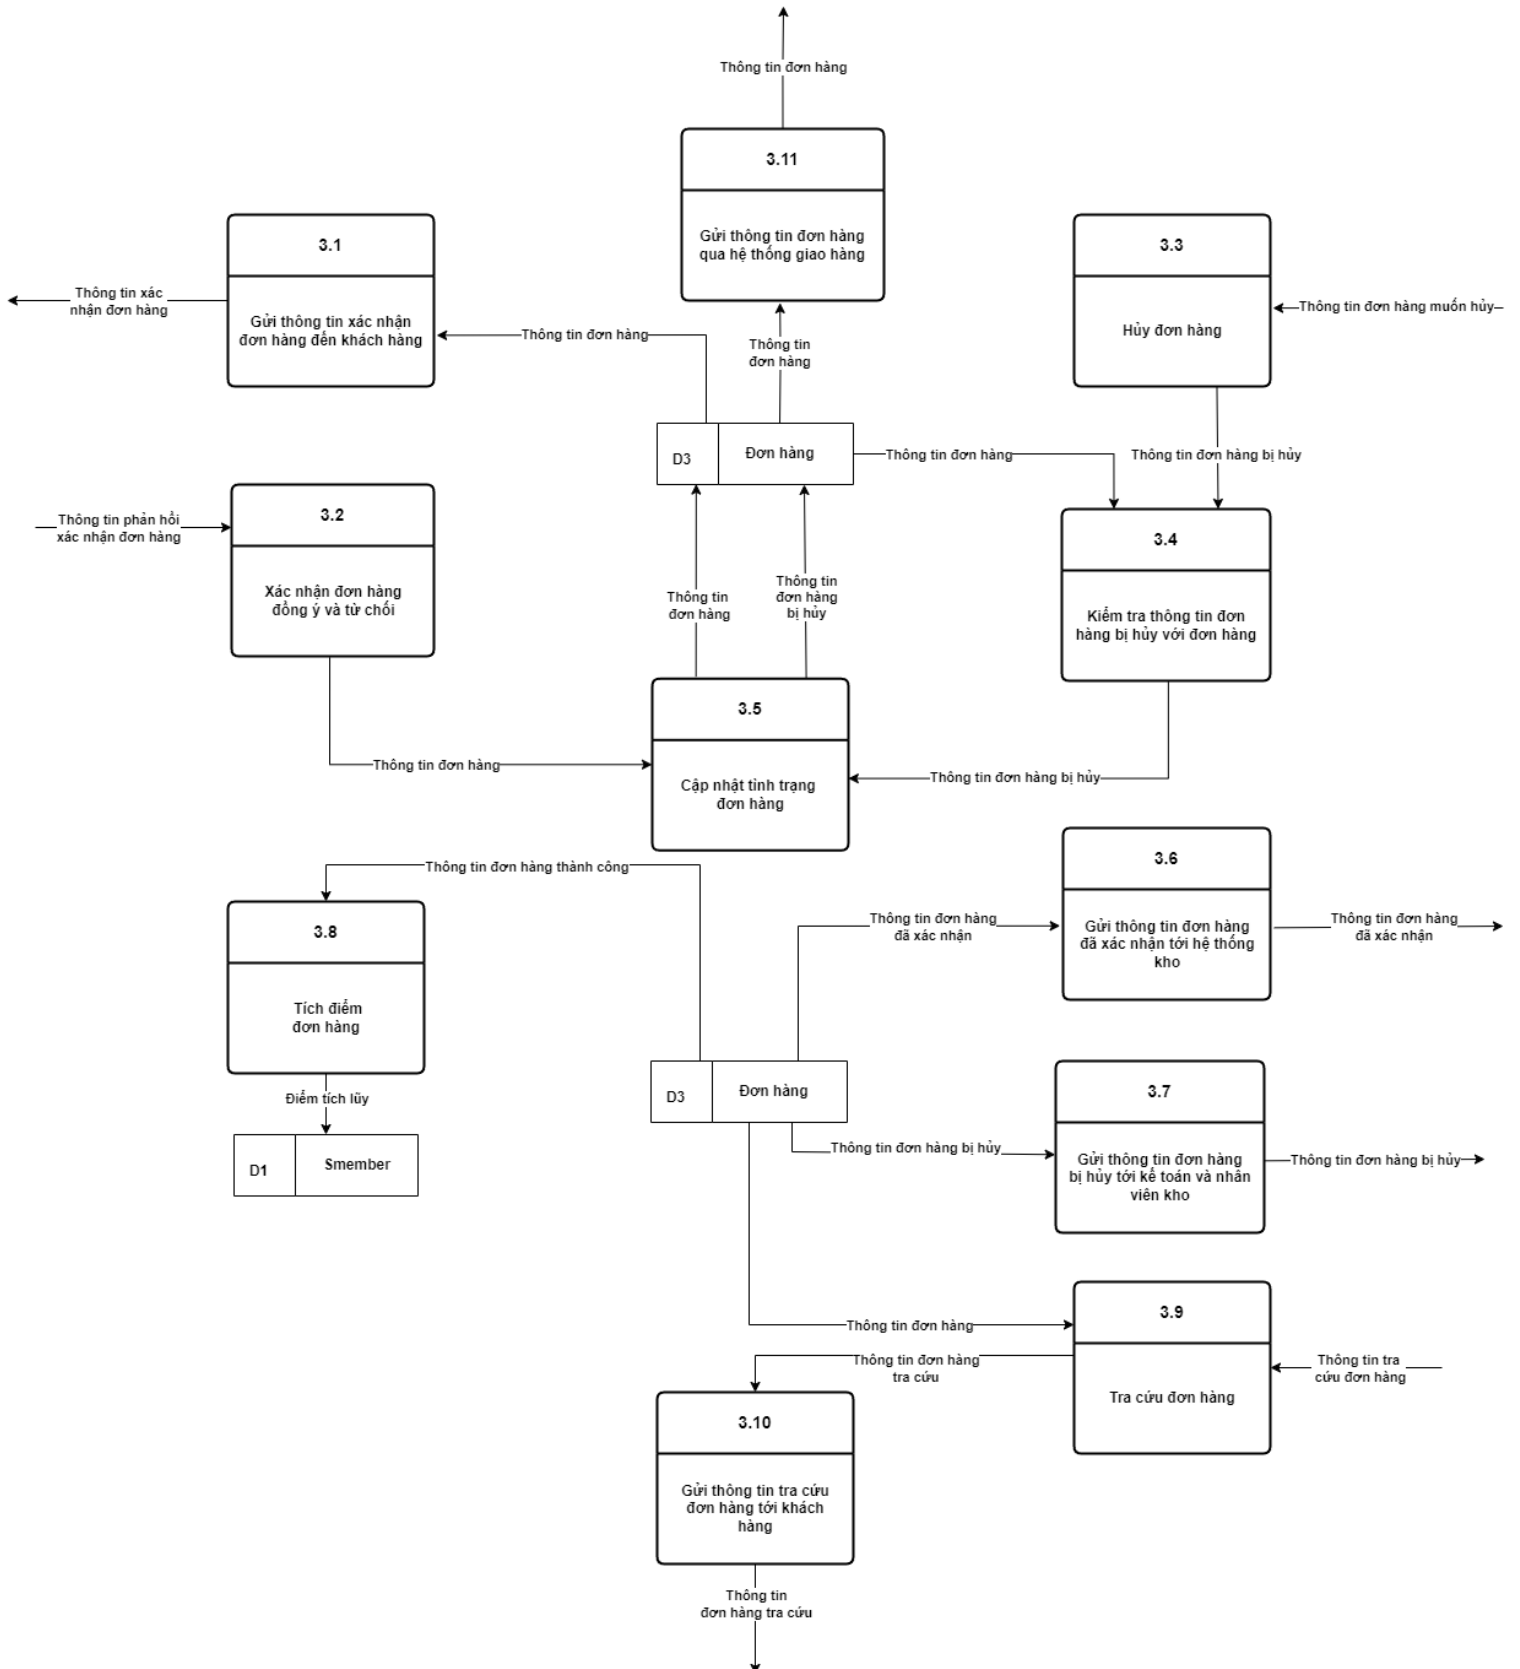 Thông tin đơn hàng
3.11
Gửi thông tin đơn hàng
qua hệ thống giao hàng
3.1
Gửi thông tin xác nhận
đơn hàng đến khách hàng
Thông tin xác
nhận đơn hàng
Thông tin đơn hàng
Thông tin
đơn hàng
3.3
Hủy đơn hàng
Thông tin đơn hàng muốn hủy
D3
Đơn hàng
Thông tin đơn hàng
Thông tin đơn hàng bị hủy
3.2
Xác nhận đơn hàng
đồng ý và từ chối
Thông tin phản hồi
xác nhận đơn hàng
3.4
Kiểm tra thông tin đơn
hàng bị hủy với đơn hàng
Thông tin
đơn hàng
Thông tin
đơn hàng
bị hủy
3.5
Cập nhật tình trạng
đơn hàng
Thông tin đơn hàng
Thông tin đơn hàng bị hủy
Thông tin đơn hàng thành công
3.6
Gửi thông tin đơn hàng
đã xác nhận tới hệ thống
kho
Thông tin đơn hàng
đã xác nhận
Thông tin đơn hàng
đã xác nhận
3.8
Tích điểm
đơn hàng
Điểm tích lũy
D1
Smember
D3
Đơn hàng
3.7
Gửi thông tin đơn hàng
bị hủy tới kế toán và nhân
viên kho
Thông tin đơn hàng bị hủy
Thông tin đơn hàng bị hủy
3.9
Tra cứu đơn hàng
Thông tin đơn hàng
Thông tin đơn hàng
tra cứu
Thông tin tra
cứu đơn hàng
3.10
Gửi thông tin tra cứu
đơn hàng tới khách
hàng
Thông tin
đơn hàng tra cứu